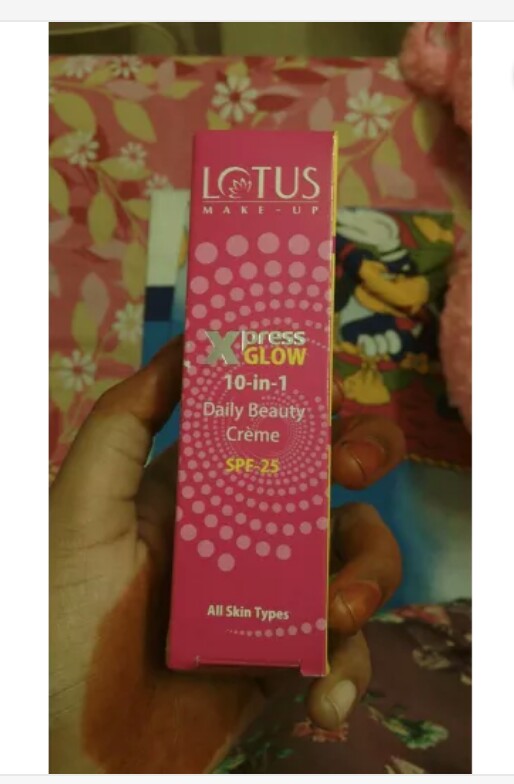 LOTUS
MAKE-UP
Xpress
GLOW
10-in-1
Daily Beauty
Crème
SPF-25
All Skin Types